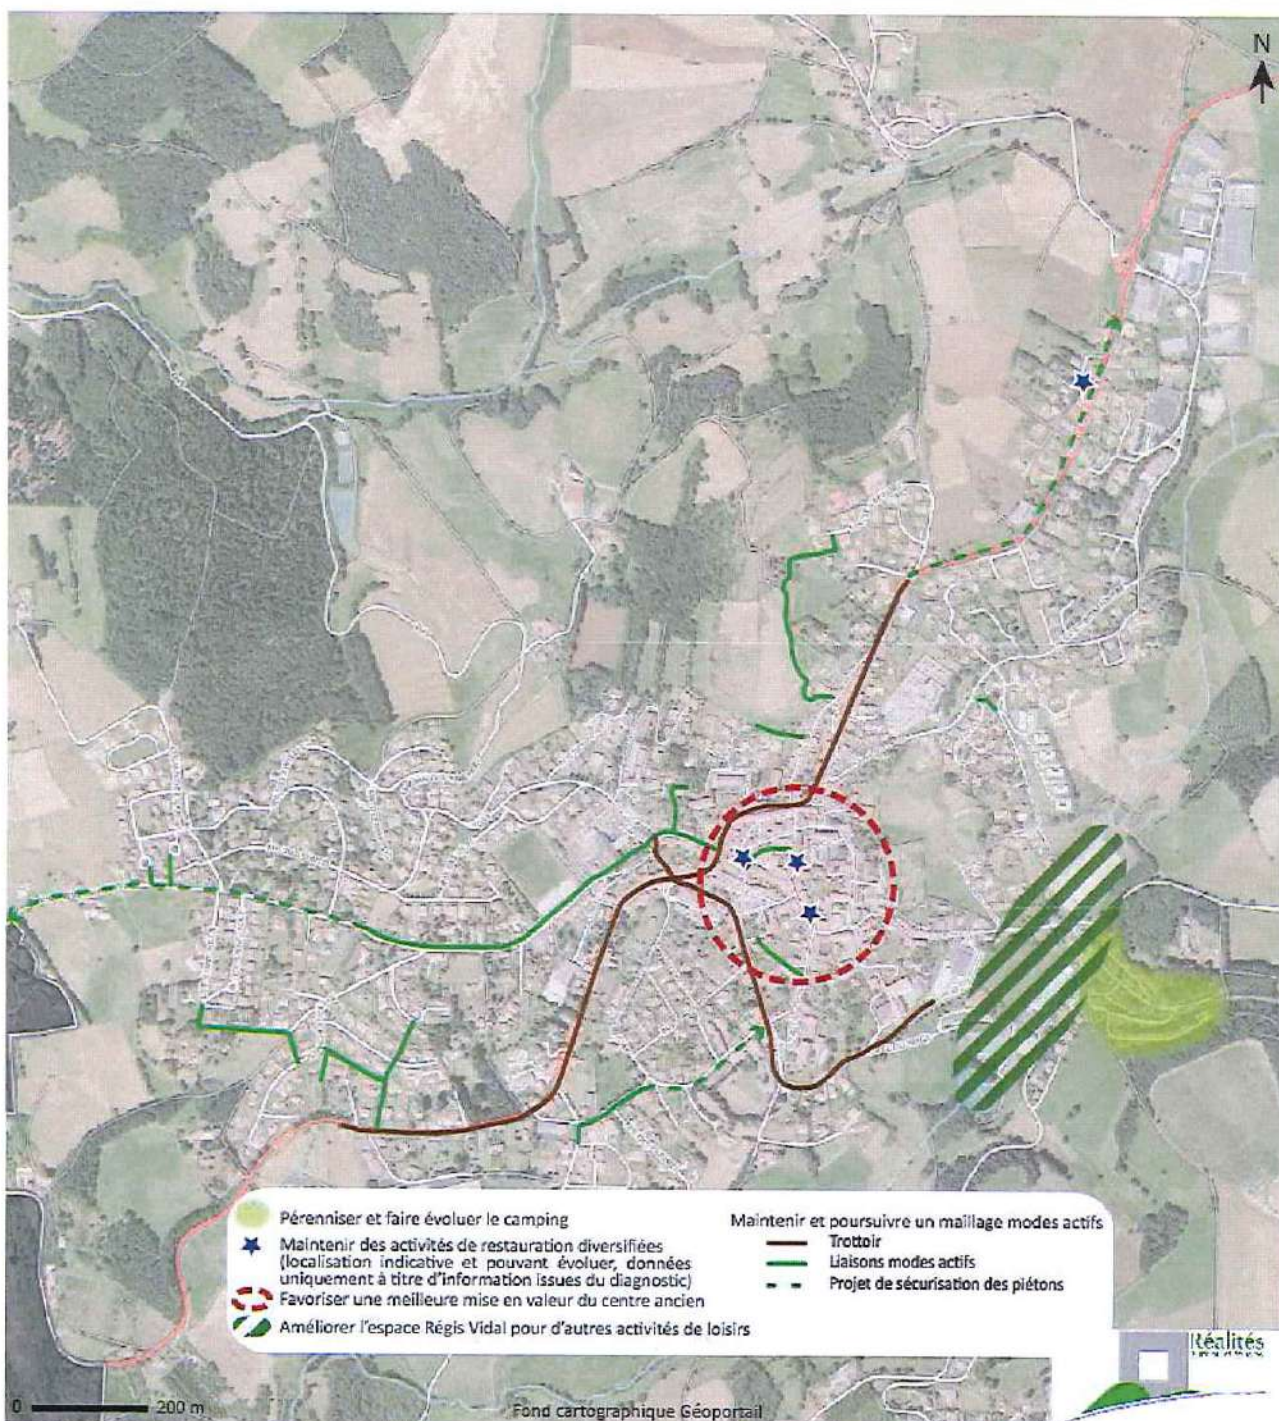 N
Pérenniser et faire évoluer le camping
Maintenir des activités de restauration diversifiées
(localisation indicative et pouvant évoluer, données
uniquement à titre d'information issues du diagnostic)
Favoriser une meilleure mise en valeur du centre ancien
Améliorer l'espace Régis Vidal pour d'autres activités de loisirs
Maintenir et poursuivre un maillage modes actifs
Trottoir
Liaisons modes actifs
Projet de sécurisation des piétons
Réalités
0 200 m
Fond cartographique Géoportail